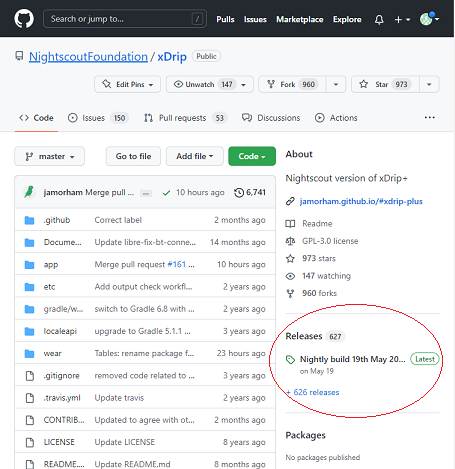 Search or jump to... / Pulls Issues Marketplace Explore
NightscoutFoundation / xDrip Public
Edit Pins Unwatch 147 Fork 960 Star 973
Code Issues 150 Pull requests 53 Discussions Actions ...
master Go to file Add file Code
jamorham Merge pull ... ... 10 hours ago 6,741
.github Correct label 2 months ago
Docume... Update libre-fix-bt-conne... 14 months ago
app Merge pull request #161 ... 10 hours ago
etc Add output check workfl... 2 years ago
gradle/w... switch to Gradle 6.8 with ... 2 years ago
localeapi upgrade to Gradle 5.1.1 ... 3 years ago
wear Tables: rename package f... 23 hours ago
.gitignore removed code related to ... 3 years ago
.travis.yml Update travis 2 years ago
CONTRIB... Updated to agree with ot... 2 months ago
LICENSE Update LICENSE 8 years ago
README.... Update README.md 4 years ago
About
Nightscout version of xDrip+
jamorham.github.io/#xdrip-plus
Readme
GPL-3.0 license
973 stars
147 watching
960 forks
Releases 627
Nightly build 19th May 20... Latest
on May 19
+ 626 releases
Packages
No packages published